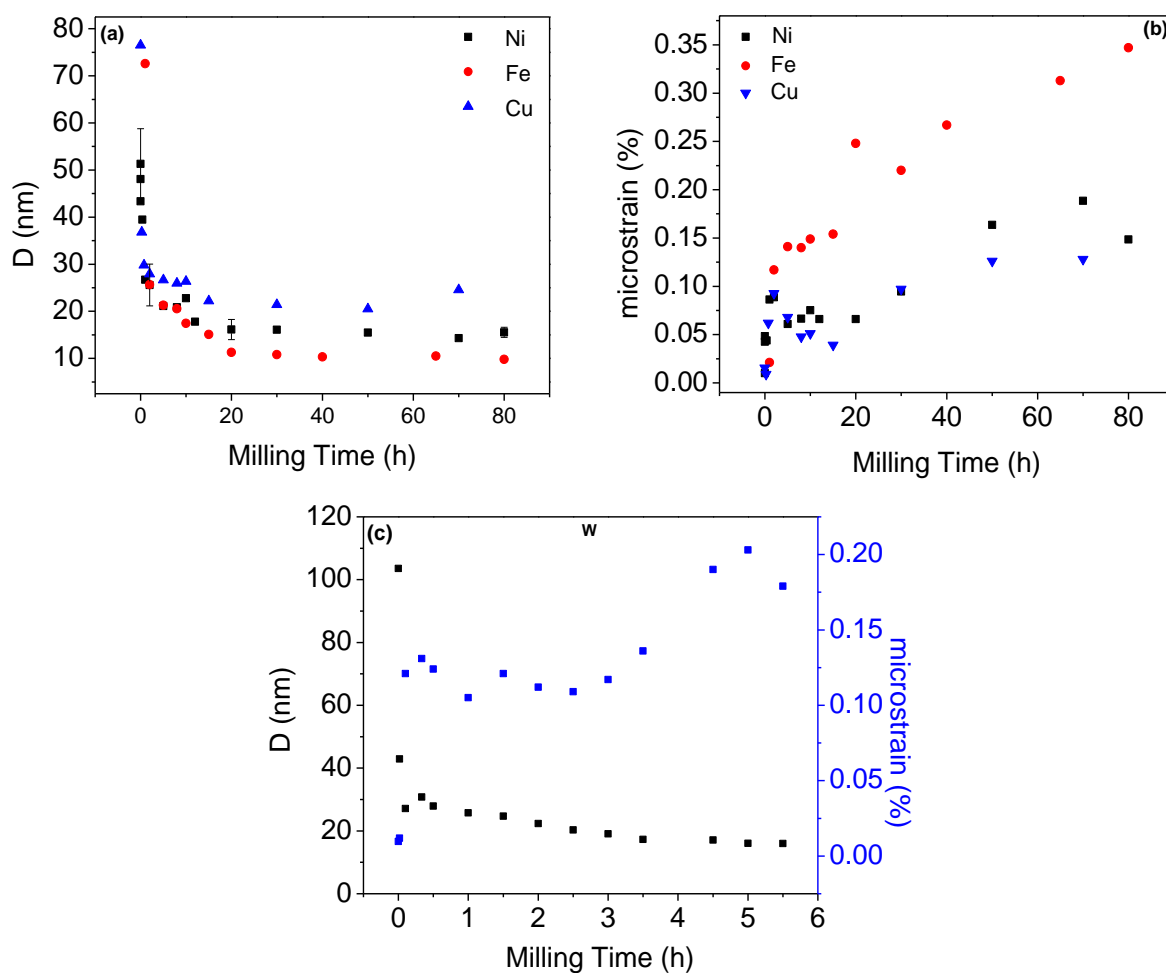 (a)
Ni
Fe
Cu
80
70
60
50
40
30
20
10
D (nm)
0 20 40 60 80
Milling Time (h)
(b)
Ni
Fe
Cu
0.35
0.30
0.25
0.20
0.15
0.10
0.05
0.00
microstrain (%)
0 20 40 60 80
Milling Time (h)
(c)
W
120
100
80
60
40
20
0
D (nm)
0.20
0.15
0.10
0.05
0.00
microstrain (%)
0 1 2 3 4 5 6
Milling Time (h)